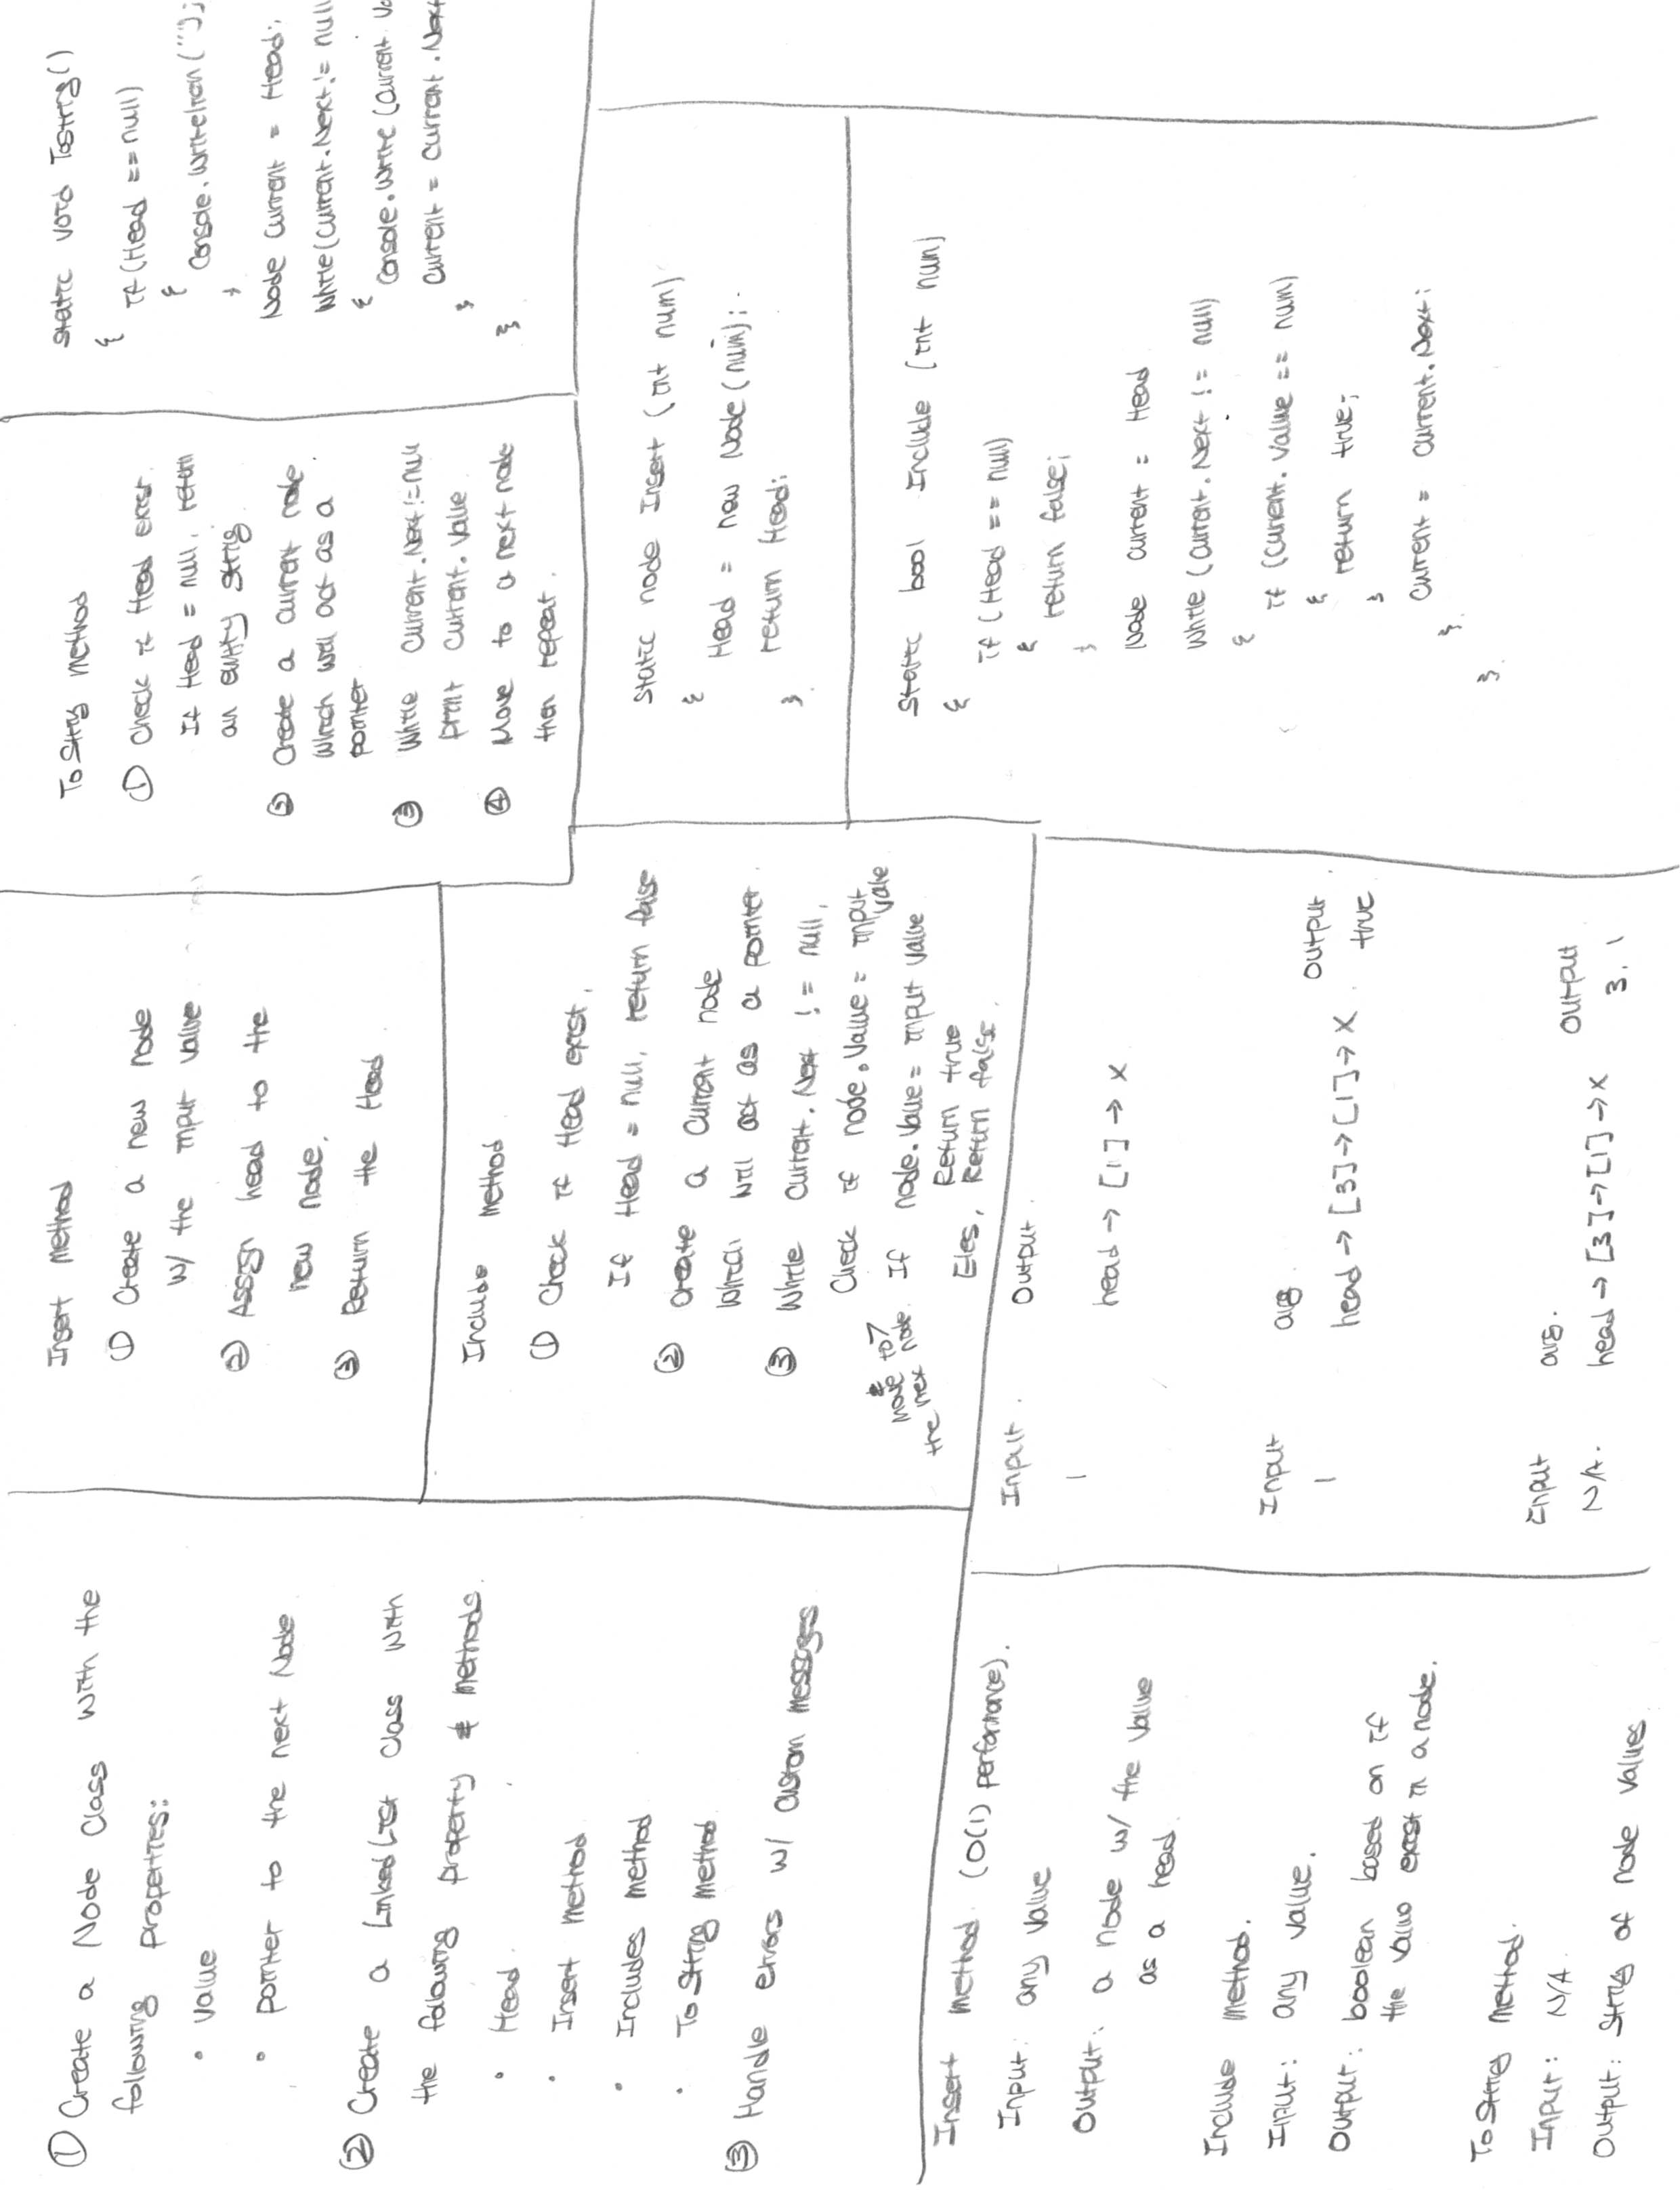 ① Create a Node Class with the
following properties:
• Value
• pointer to the next Node
② Create a LinkedList class with
the following property & methods.
• Head.
• Insert method
• Includes method
• ToString method
③ Handle errors w/ custom messages
Insert method
① Create a new node
w/ the input value
② Assign head to the
new node.
③ Return the Head
Include method
① Check if Head exist.
If Head = null, return false
② Create a Current node
Which will act as a pointer.
③ While current.Next != null,
Check if node.Value = input
value
& move to
the next node.
If node.Value = input value
Return true
Eles, Return false.
ToString method
① Check if Head exist.
If Head = null, return
an empty string
② Create a current node
Which will act as a
pointer
③ While current.Next != null
print current.value
④ Move to a next node
then repeat.
static void ToString()
{
if (Head == null)
{
Console.Writeline("");
}
Node Current = Head;
While(current.Next != null
{
Console.Write (Current.Va
Current = Current.Next
}
}
static node Insert (int num)
{
Head = new Node (num);
return Head;
}
Static bool Include (int num)
{
if (Head == null)
{
return false;
}
Node current = Head
While (current.Next != null)
{
if (current.Value == num)
{
return true;
}
current = current.Next;
}
}
Insert method. (O(1) performance).
Input: any value
Output: a node w/ the value
as a head.
Include method.
Input: any value.
Output: boolean based on if
the value exist in a node.
ToString method.
Input: N/A.
Output: String of node values
Input. Output.
1
head → [1] → X
Input arg.
Output.
1 head → [3] → [1] → X.
true
Input arg.
Output
N/A. head → [3] → [1] → X
3. 1